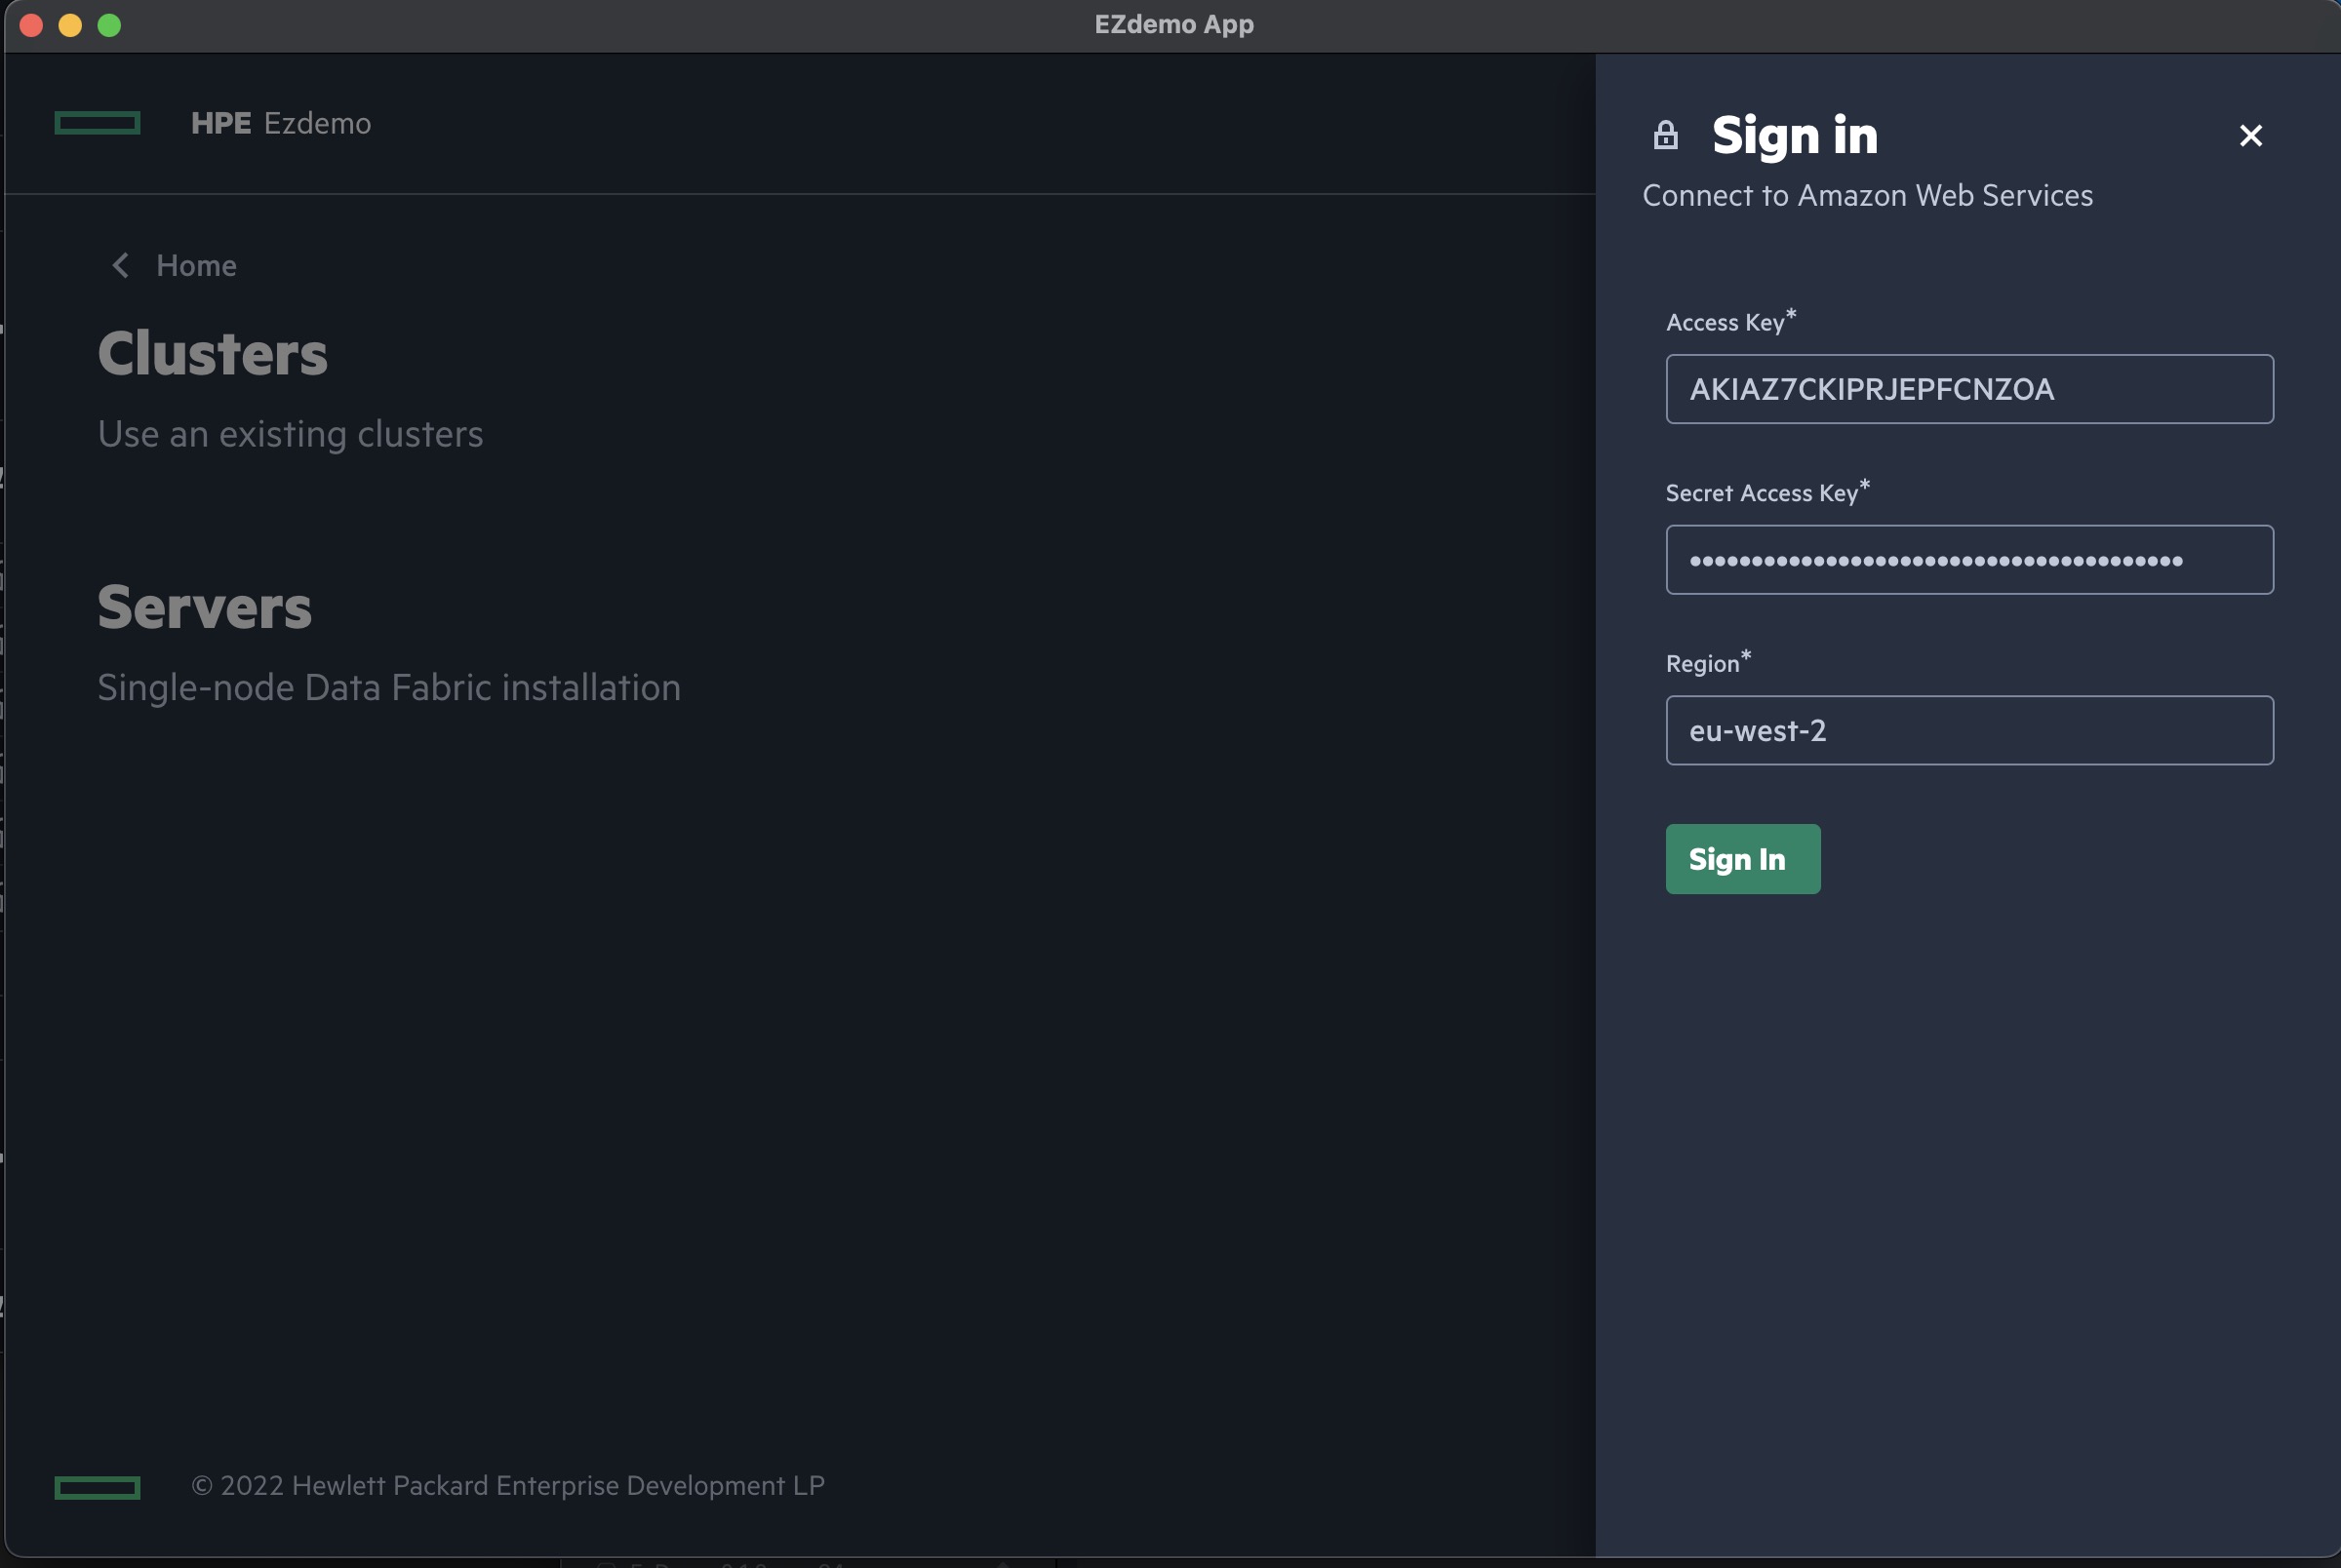 EZdemo App
HPE Ezdemo
Home
Clusters
Use an existing clusters
Servers
Single-node Data Fabric installation
© 2022 Hewlett Packard Enterprise Development LP
Sign in
Connect to Amazon Web Services
Access Key*
AKIAZ7CKIPRJEPFCNZOA
Secret Access Key*
••••••••••••••••••••••••••••••••••••••••
Region*
eu-west-2
Sign In